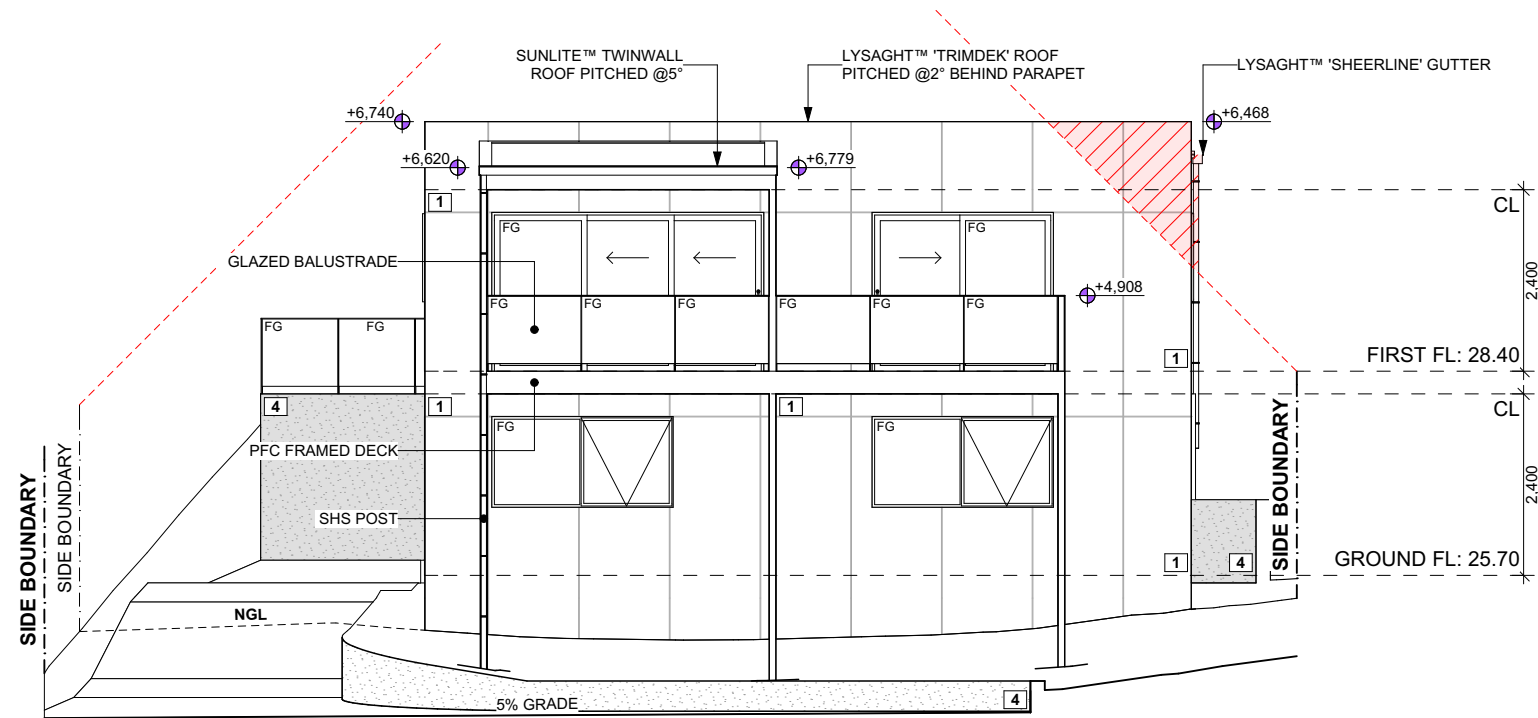 SUNLITE™ TWINWALL
ROOF PITCHED @5°
LYSAGHT™ 'TRIMDEK' ROOF
PITCHED @2° BEHIND PARAPET
LYSAGHT™ 'SHEERLINE' GUTTER
+6,740
+6,468
+6,620
+6,779
1
CL
FG
FG
2,400
GLAZED BALUSTRADE
+4,908
FG
FG
FG
FG
FG
FG
FG
FG
1
FIRST FL: 28.40
PFC FRAMED DECK
4
1
1
CL
FG
FG
2,400
SHS POST
SIDE BOUNDARY
SIDE BOUNDARY
SIDE BOUNDARY
1
4
GROUND FL: 25.70
NGL
5% GRADE
4